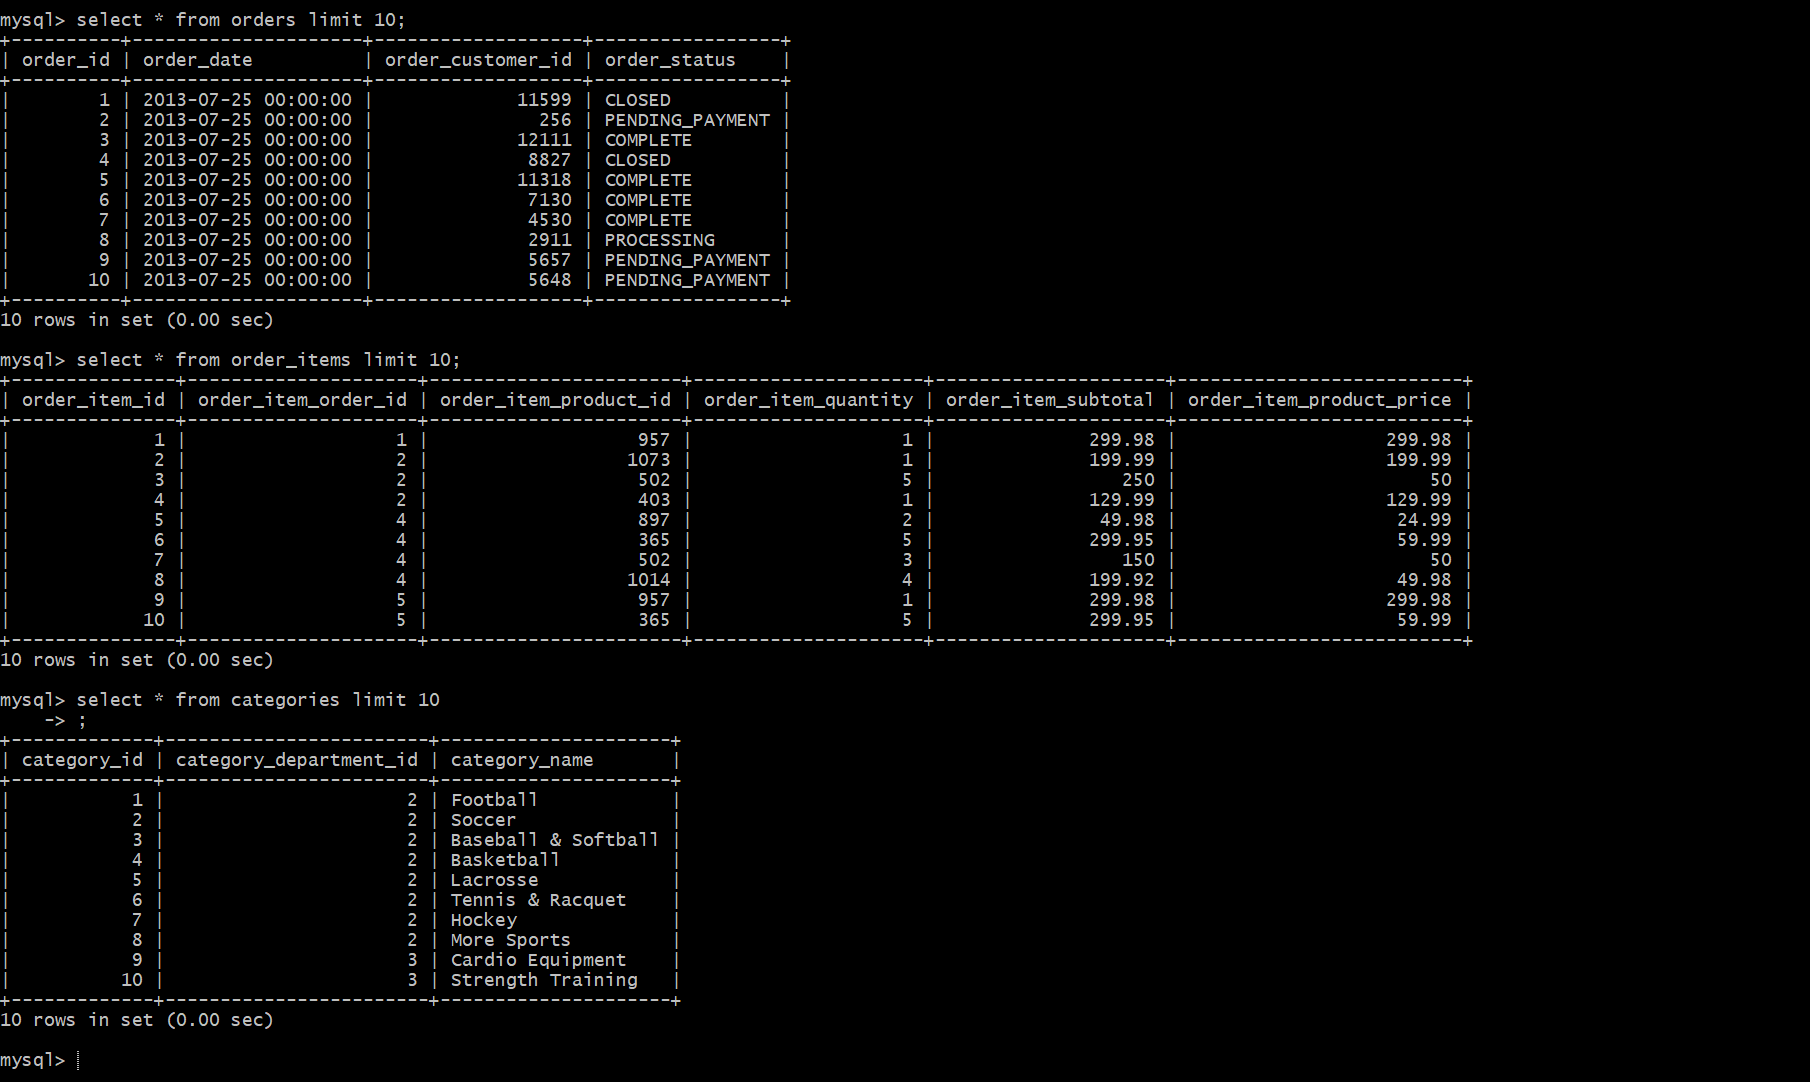 mysql> select * from orders limit 10;
+----------+---------------------+-------------------+-----------------+
| order_id | order_date          | order_customer_id | order_status    |
+----------+---------------------+-------------------+-----------------+
|        1 | 2013-07-25 00:00:00 |             11599 | CLOSED          |
|        2 | 2013-07-25 00:00:00 |               256 | PENDING_PAYMENT |
|        3 | 2013-07-25 00:00:00 |             12111 | COMPLETE        |
|        4 | 2013-07-25 00:00:00 |              8827 | CLOSED          |
|        5 | 2013-07-25 00:00:00 |             11318 | COMPLETE        |
|        6 | 2013-07-25 00:00:00 |              7130 | COMPLETE        |
|        7 | 2013-07-25 00:00:00 |              4530 | COMPLETE        |
|        8 | 2013-07-25 00:00:00 |              2911 | PROCESSING      |
|        9 | 2013-07-25 00:00:00 |              5657 | PENDING_PAYMENT |
|       10 | 2013-07-25 00:00:00 |              5648 | PENDING_PAYMENT |
+----------+---------------------+-------------------+-----------------+
10 rows in set (0.00 sec)

mysql> select * from order_items limit 10;
+---------------+---------------------+-----------------------+---------------------+---------------------+--------------------------+
| order_item_id | order_item_order_id | order_item_product_id | order_item_quantity | order_item_subtotal | order_item_product_price |
+---------------+---------------------+-----------------------+---------------------+---------------------+--------------------------+
|             1 |                   1 |                   957 |                   1 |              299.98 |                   299.98 |
|             2 |                   2 |                  1073 |                   1 |              199.99 |                   199.99 |
|             3 |                   2 |                   502 |                   5 |                 250 |                       50 |
|             4 |                   2 |                   403 |                   1 |              129.99 |                   129.99 |
|             5 |                   4 |                   897 |                   2 |               49.98 |                    24.99 |
|             6 |                   4 |                   365 |                   5 |              299.95 |                    59.99 |
|             7 |                   4 |                   502 |                   3 |                 150 |                       50 |
|             8 |                   4 |                  1014 |                   4 |              199.92 |                    49.98 |
|             9 |                   5 |                   957 |                   1 |              299.98 |                   299.98 |
|            10 |                   5 |                   365 |                   5 |              299.95 |                    59.99 |
+---------------+---------------------+-----------------------+---------------------+---------------------+--------------------------+
10 rows in set (0.00 sec)

mysql> select * from categories limit 10
    -> ;
+-------------+------------------------+---------------------+
| category_id | category_department_id | category_name       |
+-------------+------------------------+---------------------+
|           1 |                      2 | Football            |
|           2 |                      2 | Soccer              |
|           3 |                      2 | Baseball & Softball |
|           4 |                      2 | Basketball          |
|           5 |                      2 | Lacrosse            |
|           6 |                      2 | Tennis & Racquet    |
|           7 |                      2 | Hockey              |
|           8 |                      2 | More Sports         |
|           9 |                      3 | Cardio Equipment    |
|          10 |                      3 | Strength Training   |
+-------------+------------------------+---------------------+
10 rows in set (0.00 sec)

mysql>